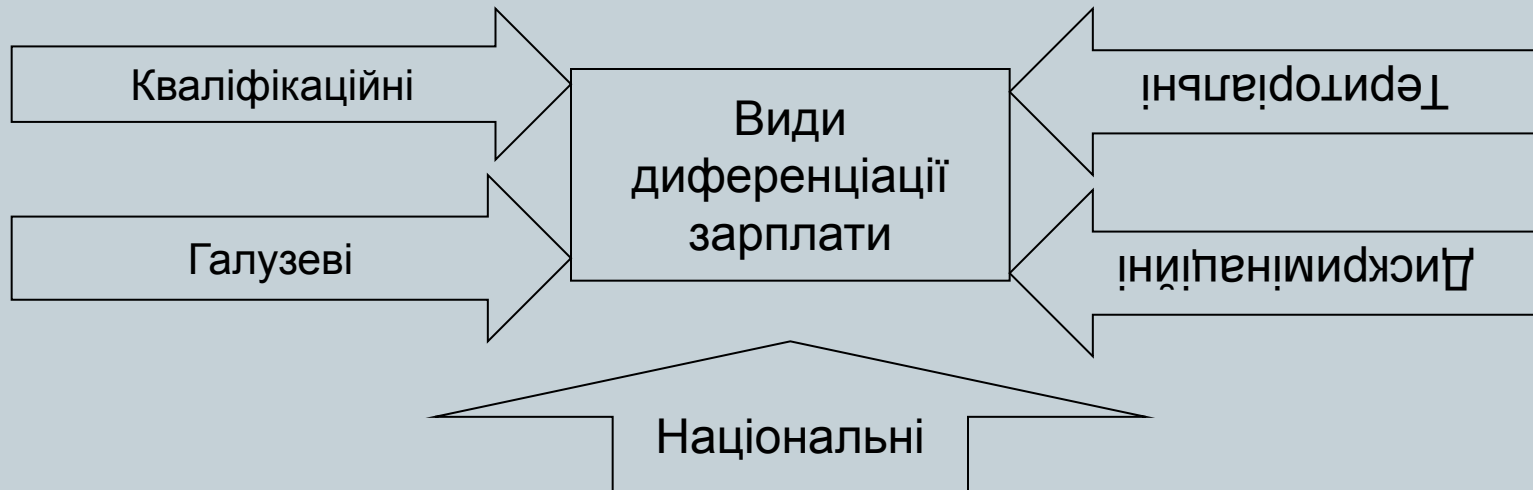 Кваліфікаційні
Види
диференціації
зарплати
Територіальні
Галузеві
Дискримінаційні
Національні